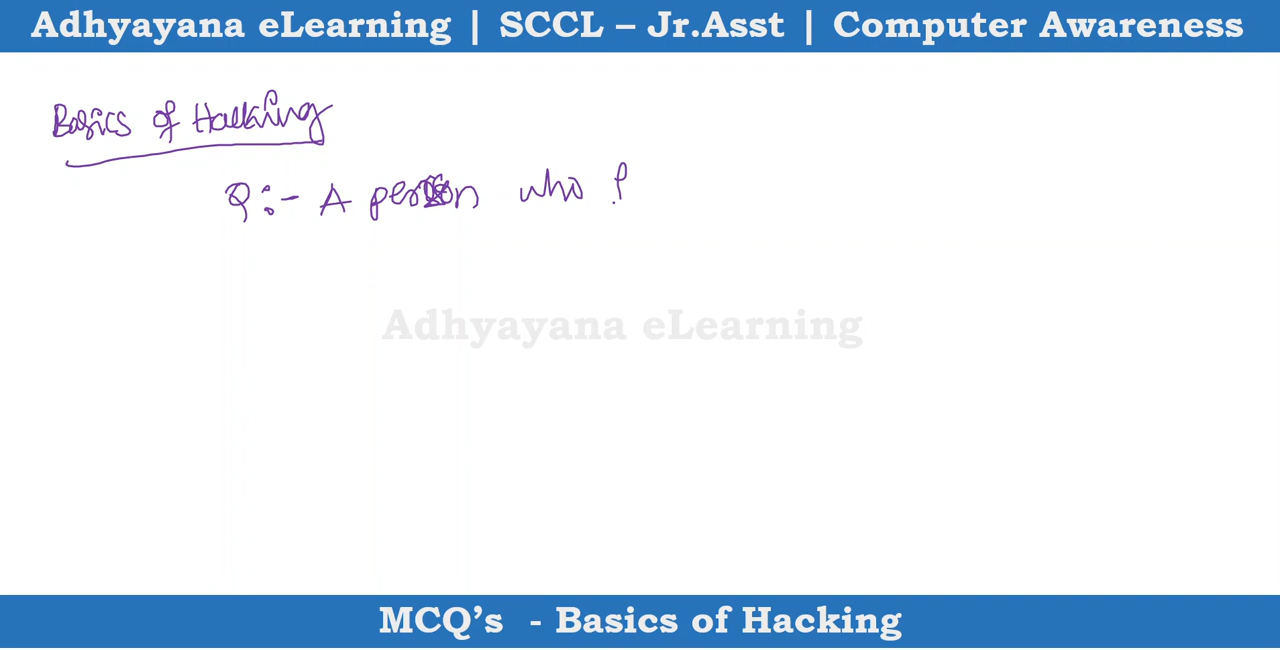 Adhyayana eLearning | SCCL – Jr.Asst | Computer Awareness
Basics of Hacking
Q:- A person who
Adhyayana eLearning
MCQ’s - Basics of Hacking